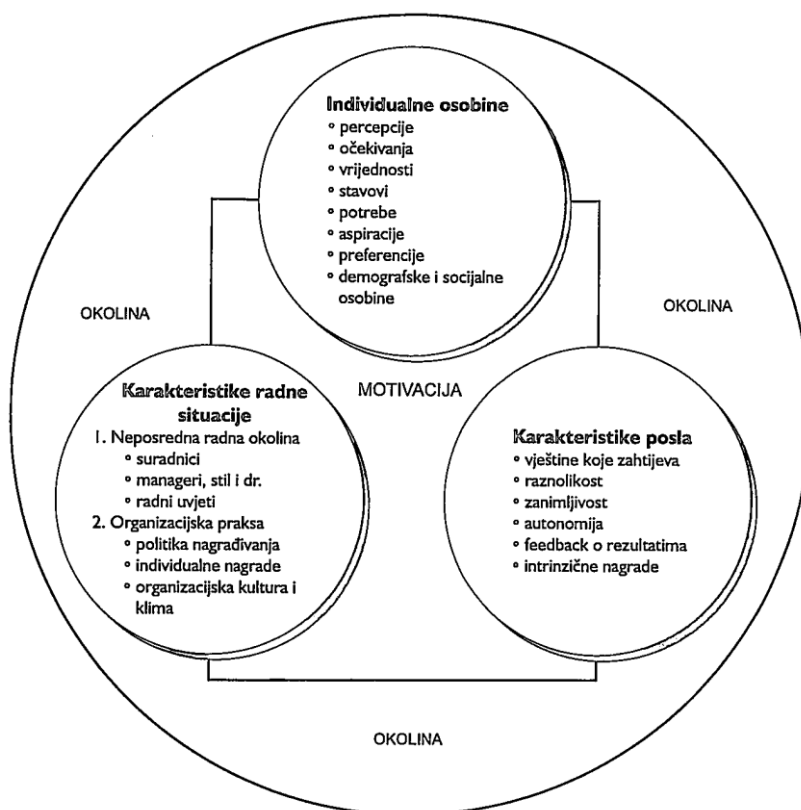 Individualne osobine
° percepcije
° očekivanja
° vrijednosti
° stavovi
° potrebe
° aspiracije
° preferencije
° demografske i socijalne
osobine
OKOLINA
OKOLINA
MOTIVACIJA
Karakteristike radne
situacije
1. Neposredna radna okolina
° suradnici
° manageri, stil i dr.
° radni uvjeti
2. Organizacijska praksa
° politika nagrađivanja
° individualne nagrade
° organizacijska kultura i
klima
Karakteristike posla
° vještine koje zahtijeva
° raznolikost
° zanimljivost
° autonomija
° feedback o rezultatima
° intrinzične nagrade
OKOLINA